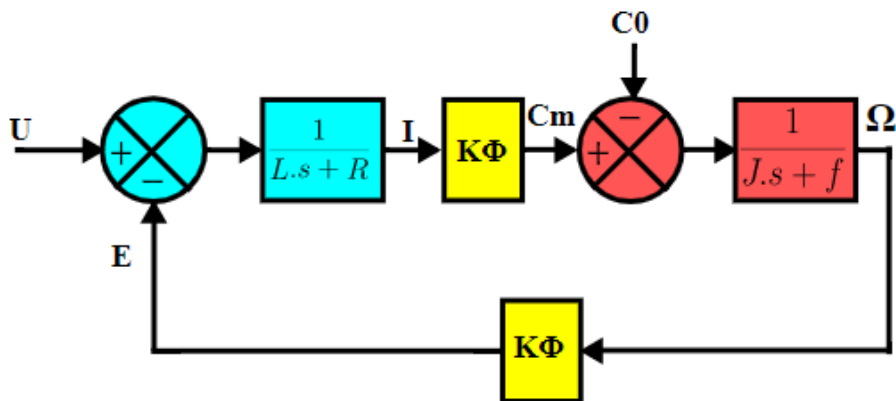 C0
U
+
−
1
L.s + R
I
KΦ
Cm
−
+
1
J.s + f
Ω
E
KΦ